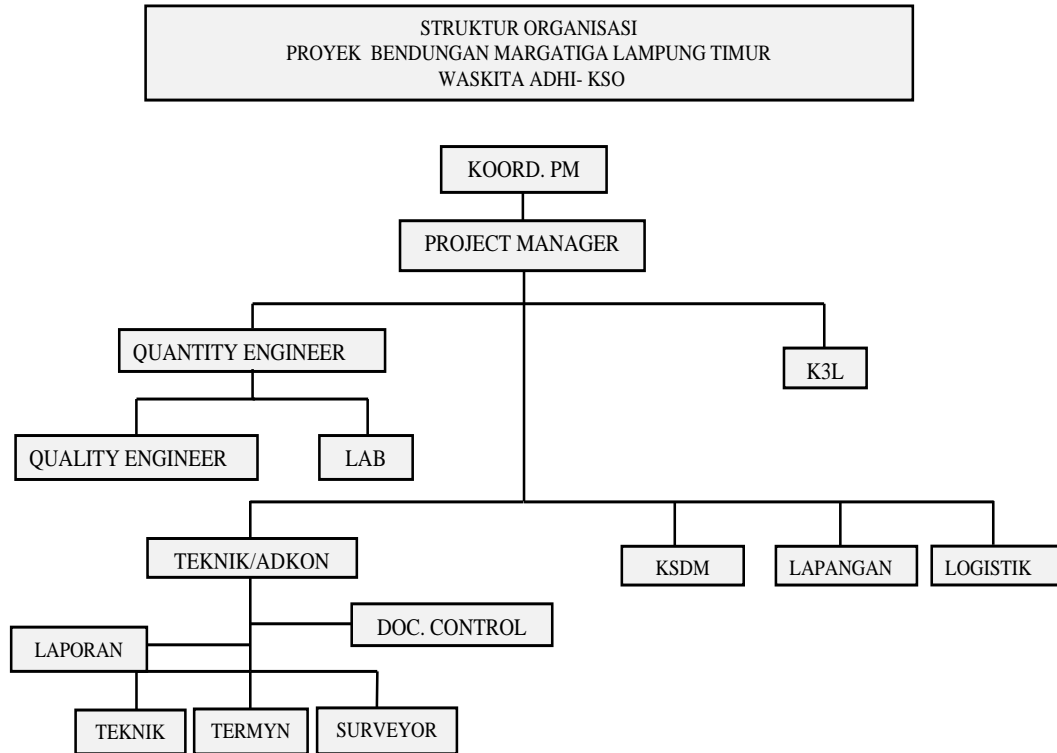 STRUKTUR ORGANISASI
PROYEK BENDUNGAN MARGATIGA LAMPUNG TIMUR
WASKITA ADHI- KSO
KOORD. PM
PROJECT MANAGER
QUANTITY ENGINEER
K3L
QUALITY ENGINEER
LAB
TEKNIK/ADKON
KSDM
LAPANGAN
LOGISTIK
DOC. CONTROL
LAPORAN
TEKNIK
TERMYN
SURVEYOR